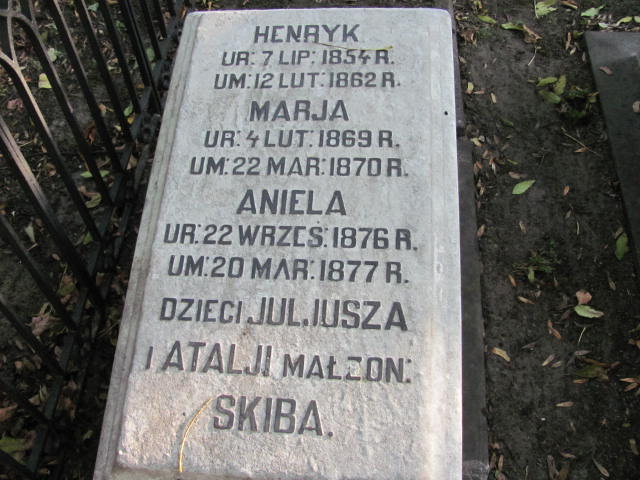 HENRYK
UR: 7 LIP: 1854 R.
UM: 12 LUT: 1862 R.
MARJA
UR: 4 LUT: 1869 R.
UM: 22 MAR: 1870 R.
ANIELA
UR: 22 WRZEŚ: 1876 R.
UM: 20 MAR: 1877 R.
DZIECI JULJUSZA
I ATALJI MAŁŻON:
SKIBA.